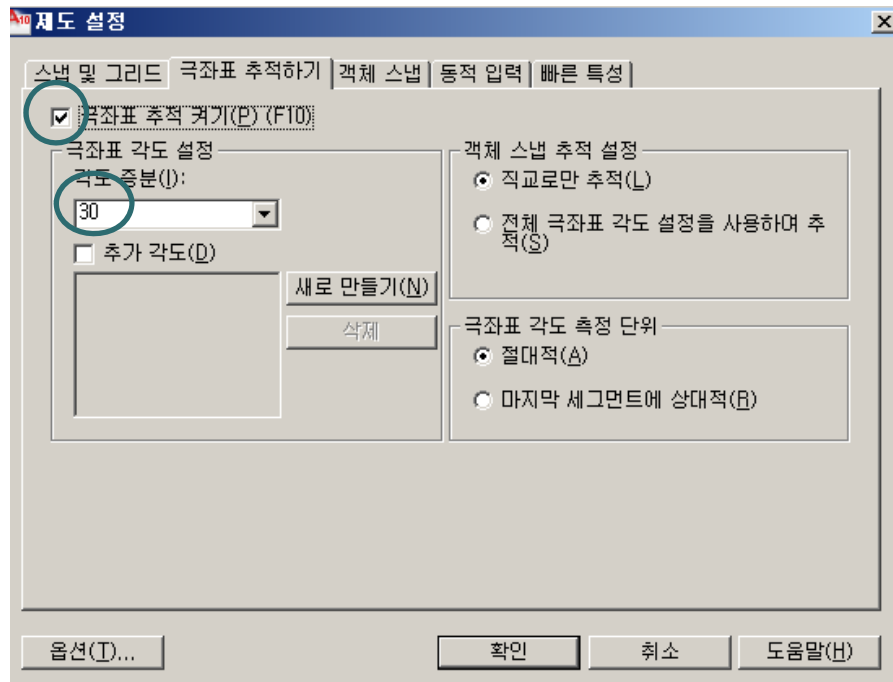 제도 설정
스냅 및 그리드 극좌표 추적하기 객체 스냅 동적 입력 빠른 특성
극좌표 추적 켜기(P) (F10)
극좌표 각도 설정
각도 증분(I):
30
추가 각도(D)
새로 만들기(N)
삭제
객체 스냅 추적 설정
직교로만 추적(L)
전체 극좌표 각도 설정을 사용하여 추
적(S)
극좌표 각도 측정 단위
절대적(A)
마지막 세그먼트에 상대적(R)
옵션(T)... 확인 취소 도움말(H)